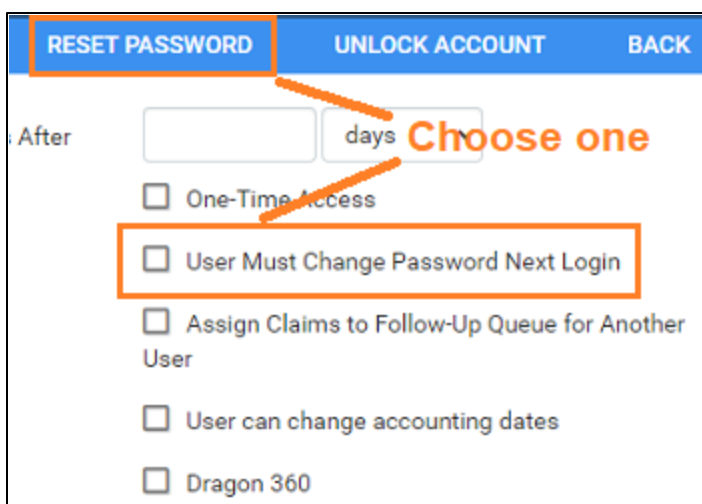 RESET PASSWORD UNLOCK ACCOUNT BACK
After days Choose one
One-Time Access
User Must Change Password Next Login
Assign Claims to Follow-Up Queue for Another
User
User can change accounting dates
Dragon 360